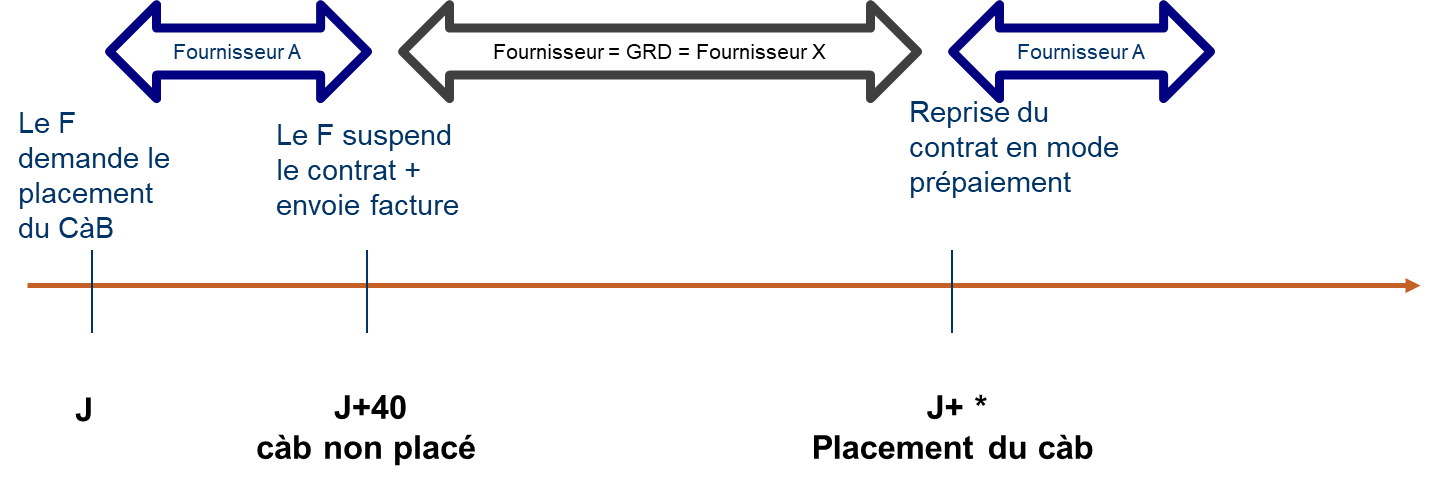 Fournisseur A
Fournisseur = GRD = Fournisseur X
Fournisseur A
Le F
demande le
placement
du CàB
Le F suspend
le contrat +
envoie facture
Reprise du
contrat en mode
prépaiement
J
J+40
càb non placé
J+ *
Placement du càb